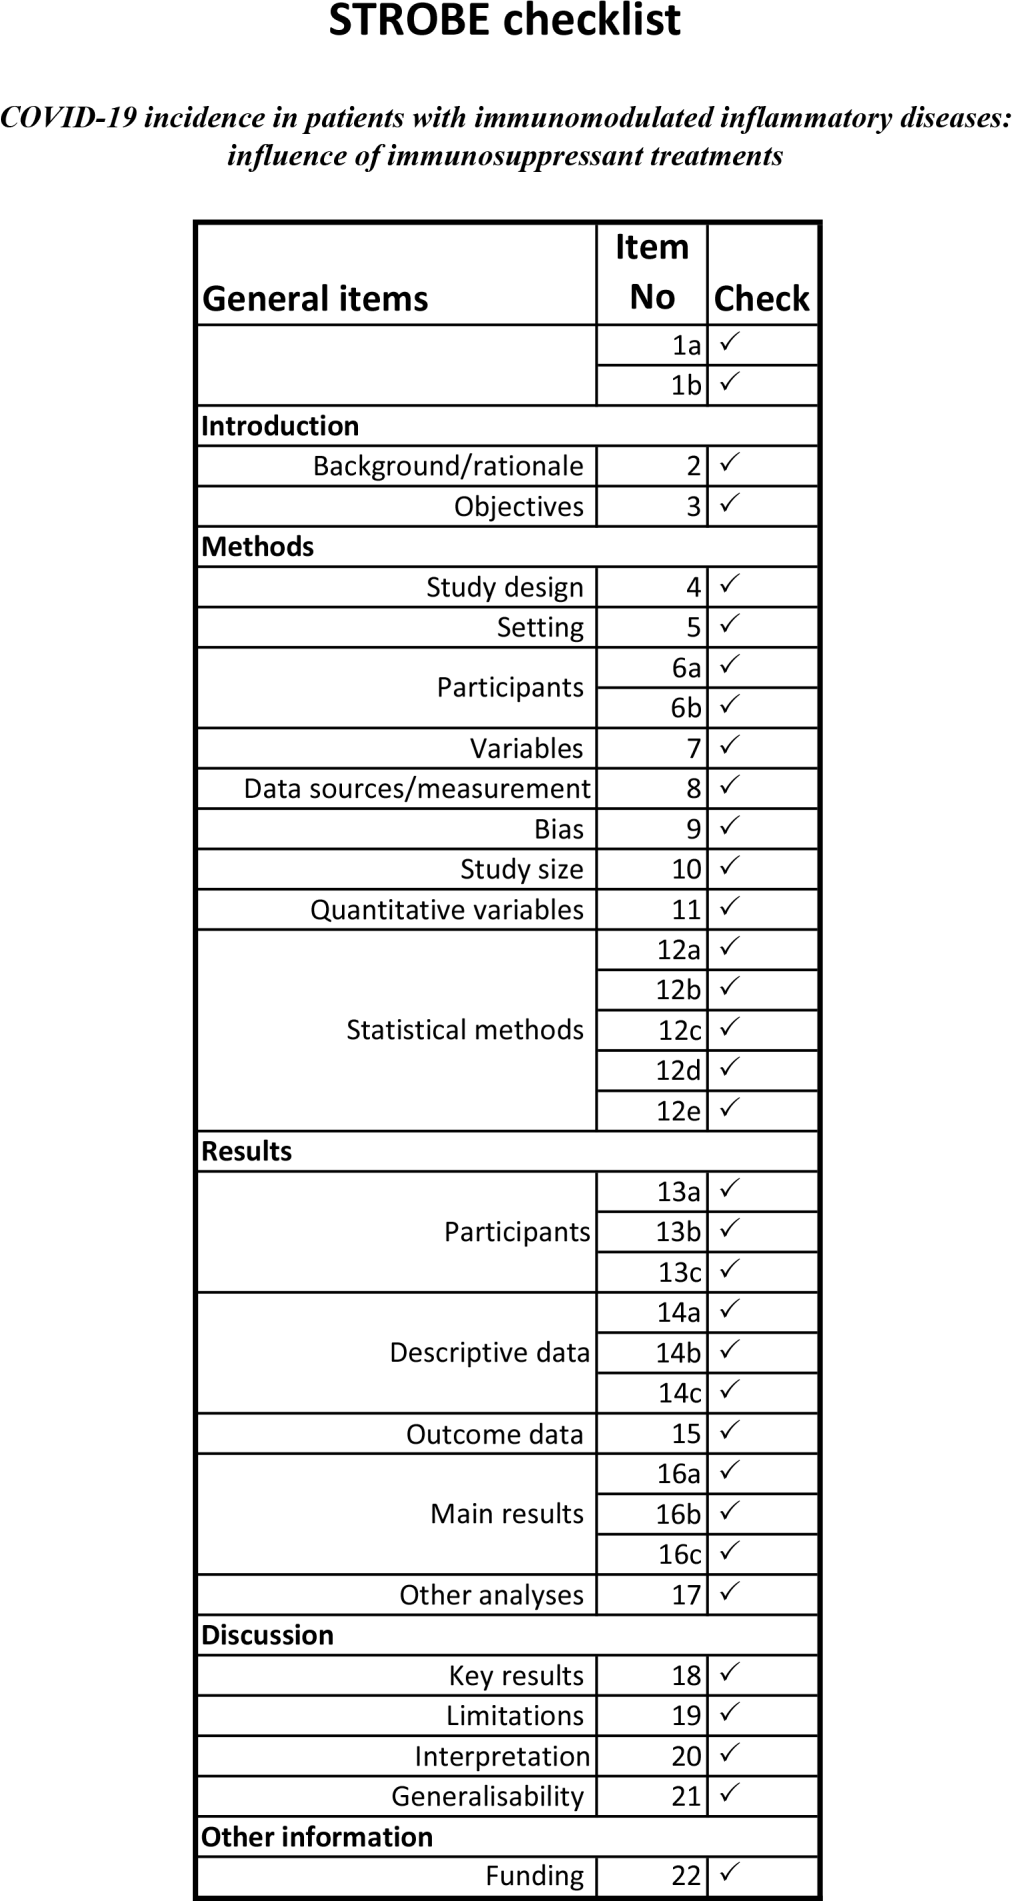 STROBE checklist
COVID-19 incidence in patients with immunomodulated inflammatory diseases:
influence of immunosuppressant treatments
General items Item No Check
1a ✓
1b ✓
Introduction
Background/rationale 2 ✓
Objectives 3 ✓
Methods
Study design 4 ✓
Setting 5 ✓
Participants 6a ✓
6b ✓
Variables 7 ✓
Data sources/measurement 8 ✓
Bias 9 ✓
Study size 10 ✓
Quantitative variables 11 ✓
Statistical methods 12a ✓
12b ✓
12c ✓
12d ✓
12e ✓
Results
Participants 13a ✓
13b ✓
13c ✓
Descriptive data 14a ✓
14b ✓
14c ✓
Outcome data 15 ✓
Main results 16a ✓
16b ✓
16c ✓
Other analyses 17 ✓
Discussion
Key results 18 ✓
Limitations 19 ✓
Interpretation 20 ✓
Generalisability 21 ✓
Other information
Funding 22 ✓